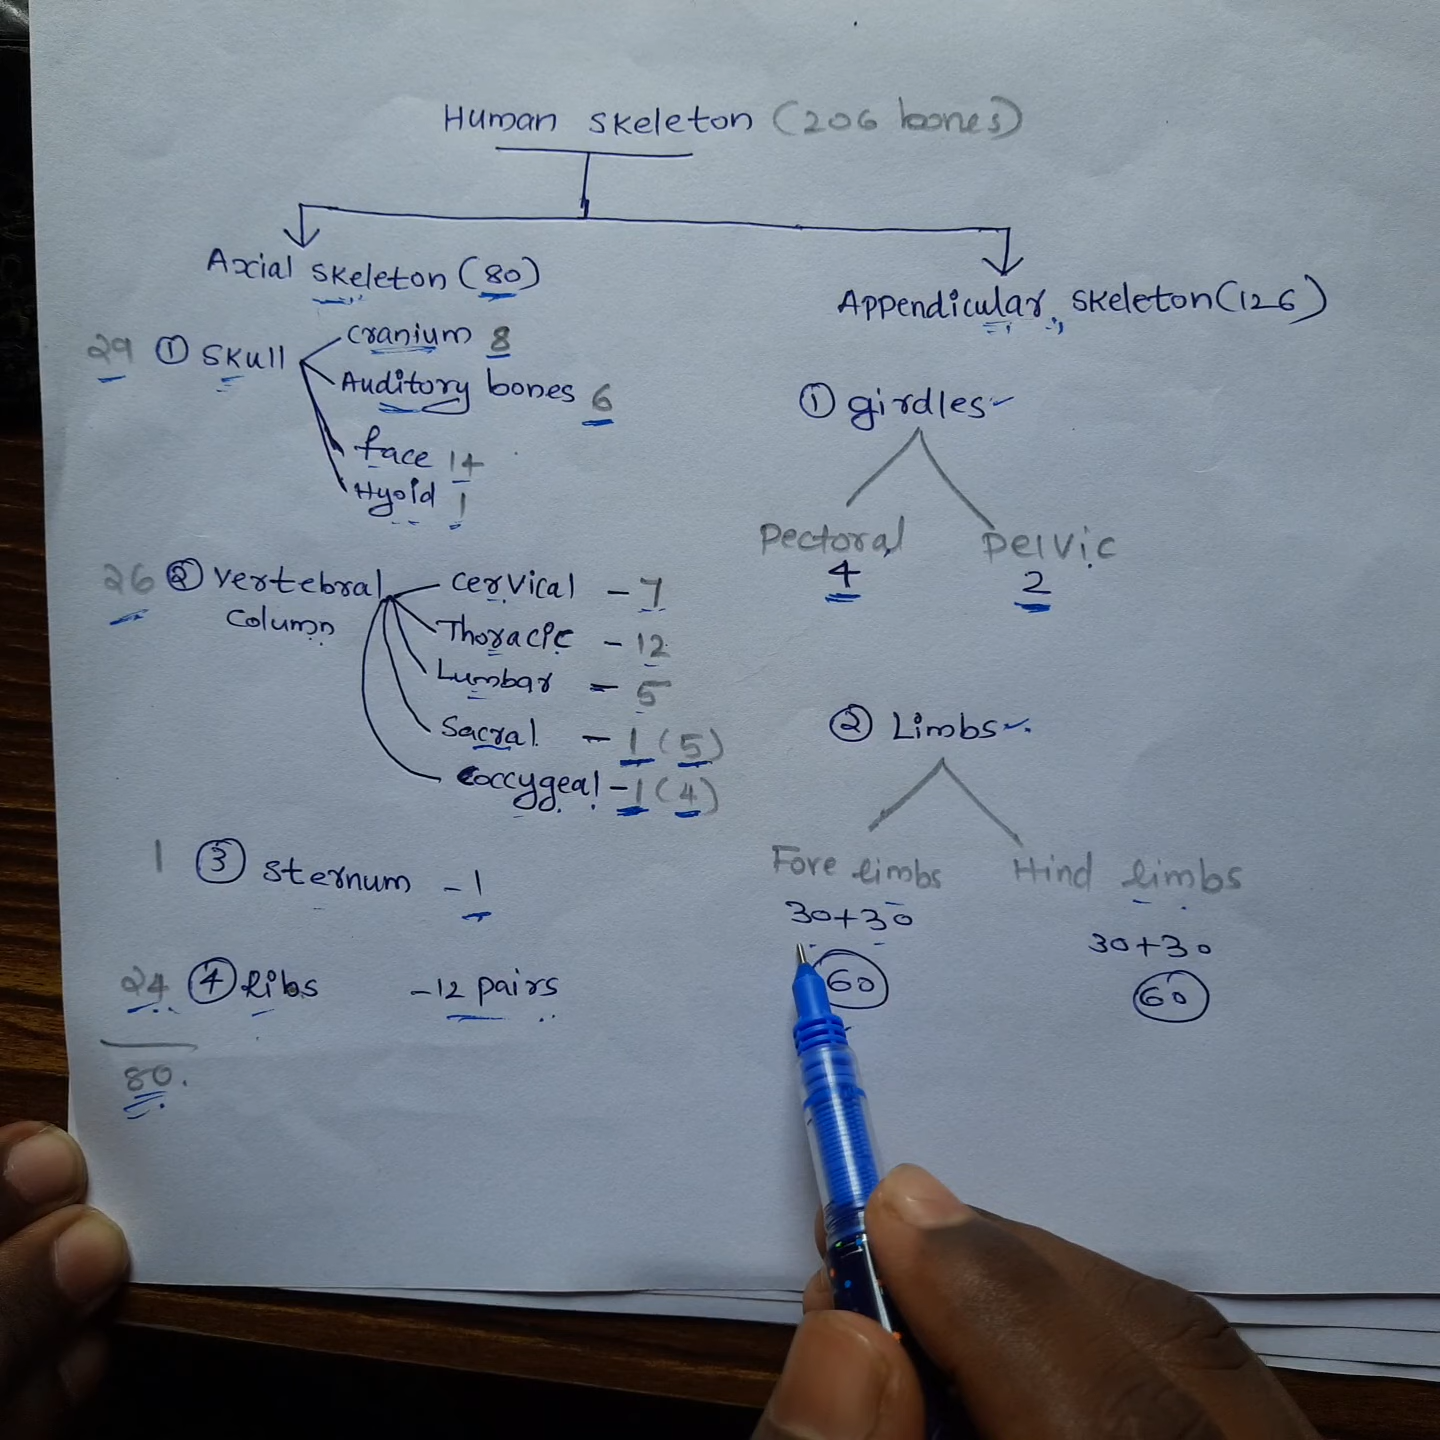 Human skeleton (206 bones)
Axial skeleton (80)
29 ① Skull
cranium 8
Auditory bones 6
face 14
Hyoid 1
26 ② Vertebral column
Cervical - 7
Thoracic - 12
Lumbar - 5
Sacral - 1 (5)
Coccygeal - 1 (4)
1 ③ Sternum - 1
24 ④ Ribs - 12 pairs
80.
Appendicular skeleton (126)
① girdles
Pectoral
4
Pelvic
2
② Limbs
Fore limbs
30+30
60
Hind limbs
30+30
60